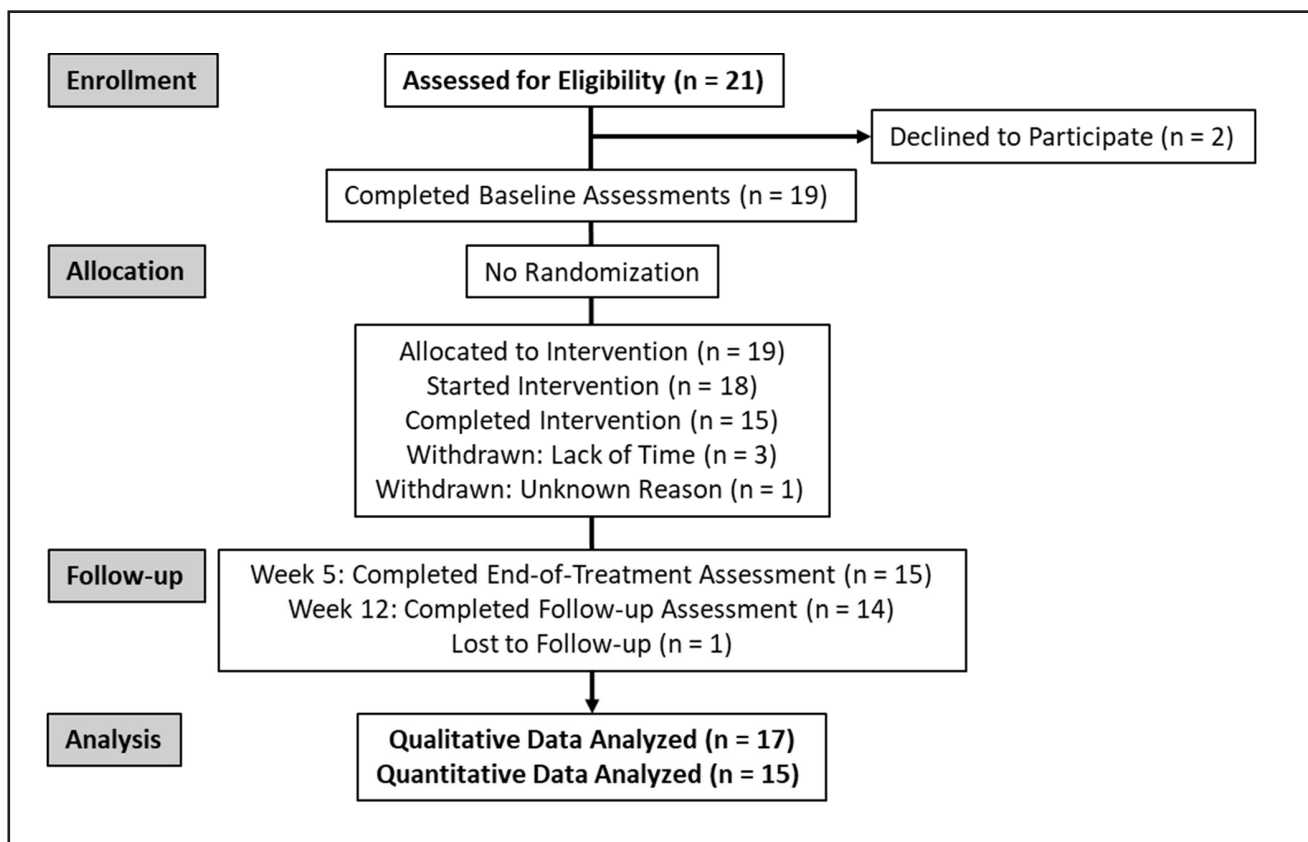 Enrollment
Assessed for Eligibility (n = 21)
Declined to Participate (n = 2)
Completed Baseline Assessments (n = 19)
Allocation
No Randomization
Allocated to Intervention (n = 19)
Started Intervention (n = 18)
Completed Intervention (n = 15)
Withdrawn: Lack of Time (n = 3)
Withdrawn: Unknown Reason (n = 1)
Follow-up
Week 5: Completed End-of-Treatment Assessment (n = 15)
Week 12: Completed Follow-up Assessment (n = 14)
Lost to Follow-up (n = 1)
Analysis
Qualitative Data Analyzed (n = 17)
Quantitative Data Analyzed (n = 15)